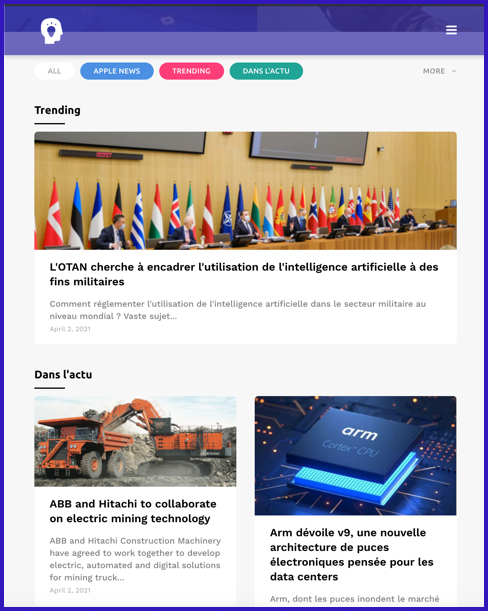 ALL
APPLE NEWS
TRENDING
DANS L'ACTU
MORE
Trending
L'OTAN cherche à encadrer l'utilisation de l'intelligence artificielle à des
fins militaires
Comment réglementer l'utilisation de l'intelligence artificielle dans le secteur militaire au
niveau mondial ? Vaste sujet...
April 2, 2021
Dans l'actu
ABB and Hitachi to collaborate
on electric mining technology
ABB and Hitachi Construction Machinery
have agreed to work together to develop
electric, automated and digital solutions
for mining truck...
April 2, 2021
arm
Cortex CPU
Arm dévoile v9, une nouvelle
architecture de puces
électroniques pensée pour les
data centers
Arm, dont les puces inondent le marché